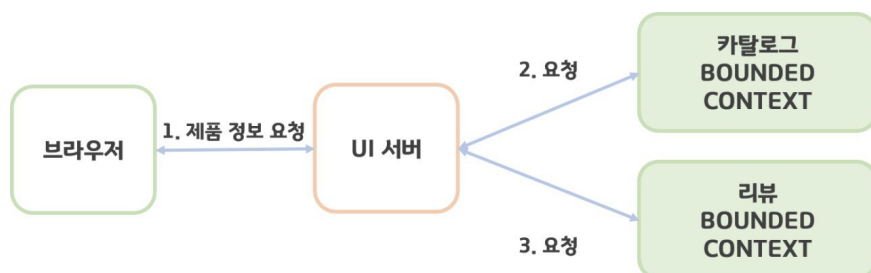 브라우저
1. 제품 정보 요청
UI 서버
2. 요청
카탈로그
BOUNDED
CONTEXT
3. 요청
리뷰
BOUNDED
CONTEXT